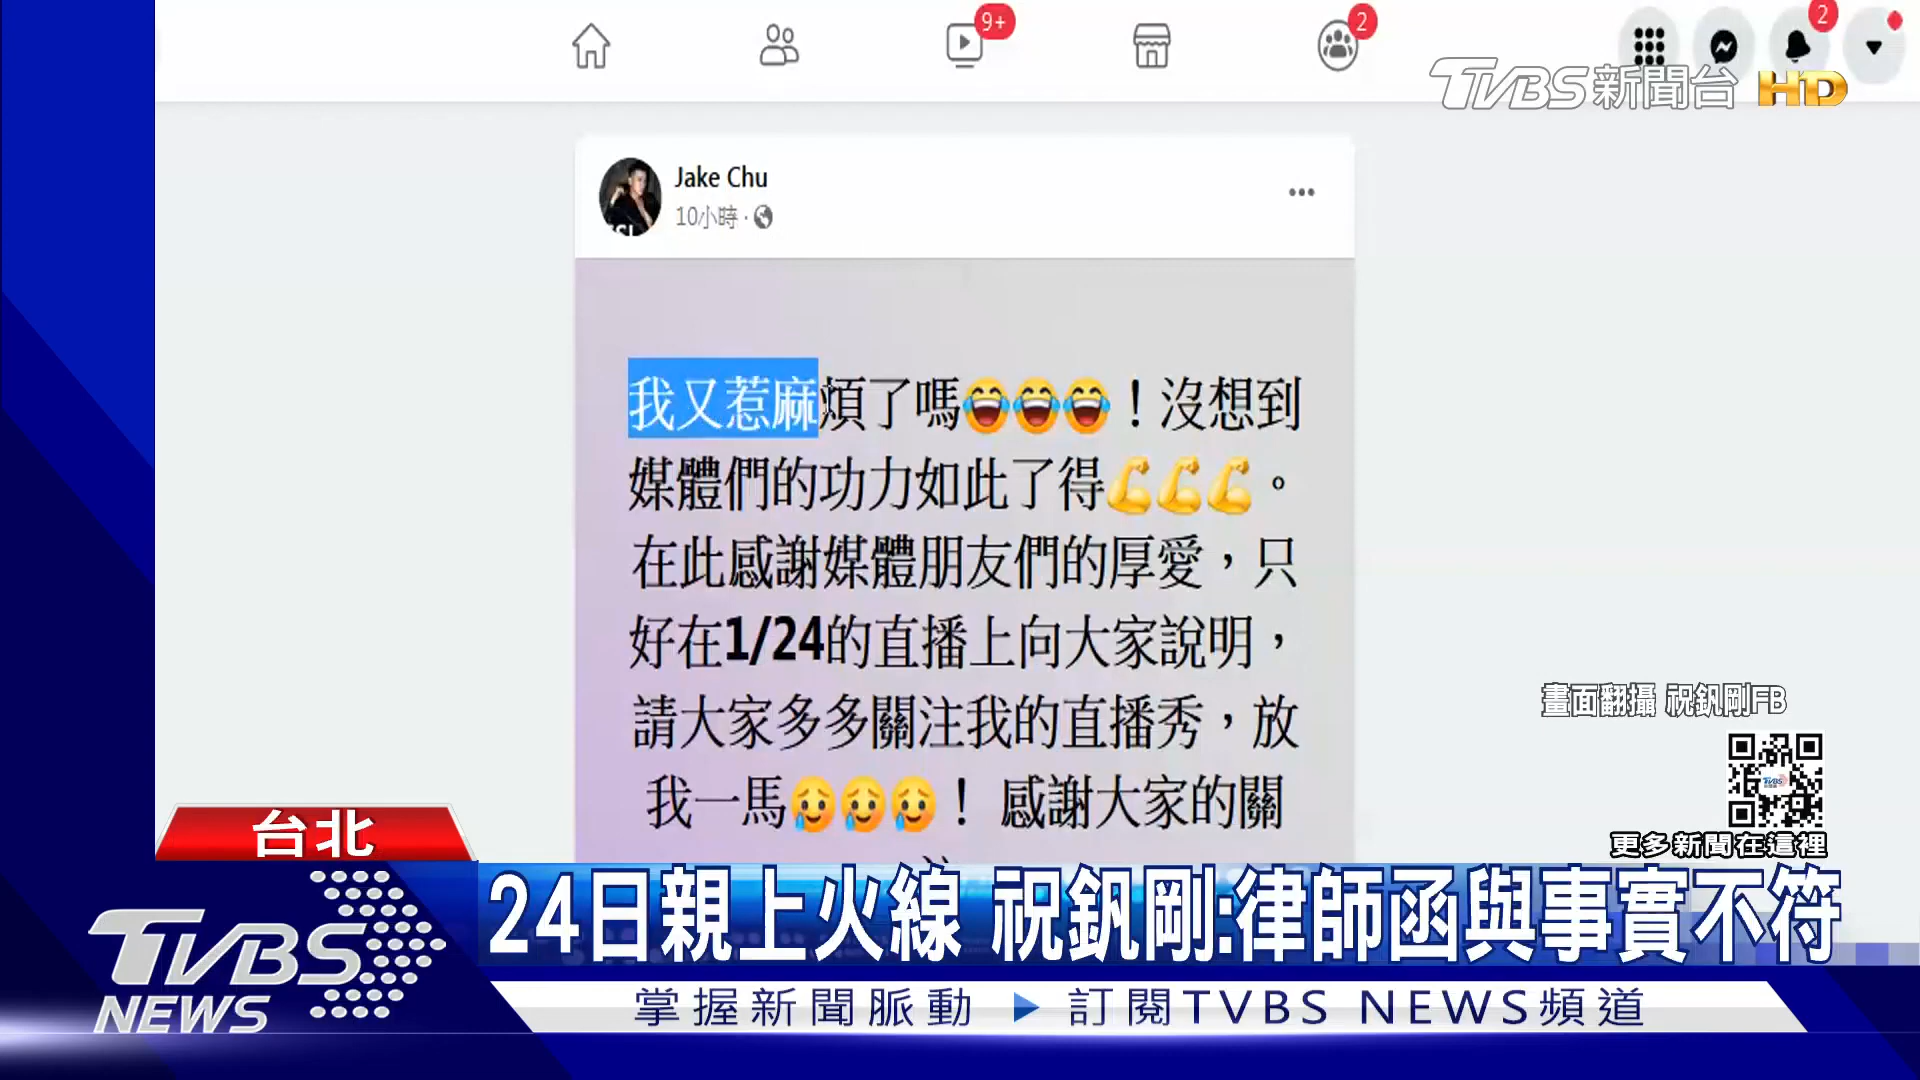 9+
2
2
TVBS新聞台 HD
Jake Chu
10小時
我又惹麻煩了嗎😂😂😂！沒想到
媒體們的功力如此了得💪💪💪。
在此感謝媒體朋友們的厚愛，只
好在1/24的直播上向大家說明，
請大家多多關注我的直播秀，放
我一馬🥲🥲🥲！ 感謝大家的關
畫面翻攝 祝釩剛FB
TVBS
更多新聞在這裡
台北
24日親上火線 祝釩剛:律師函與事實不符
TVBS
NEWS
掌握新聞脈動 ▶ 訂閱TVBS NEWS頻道